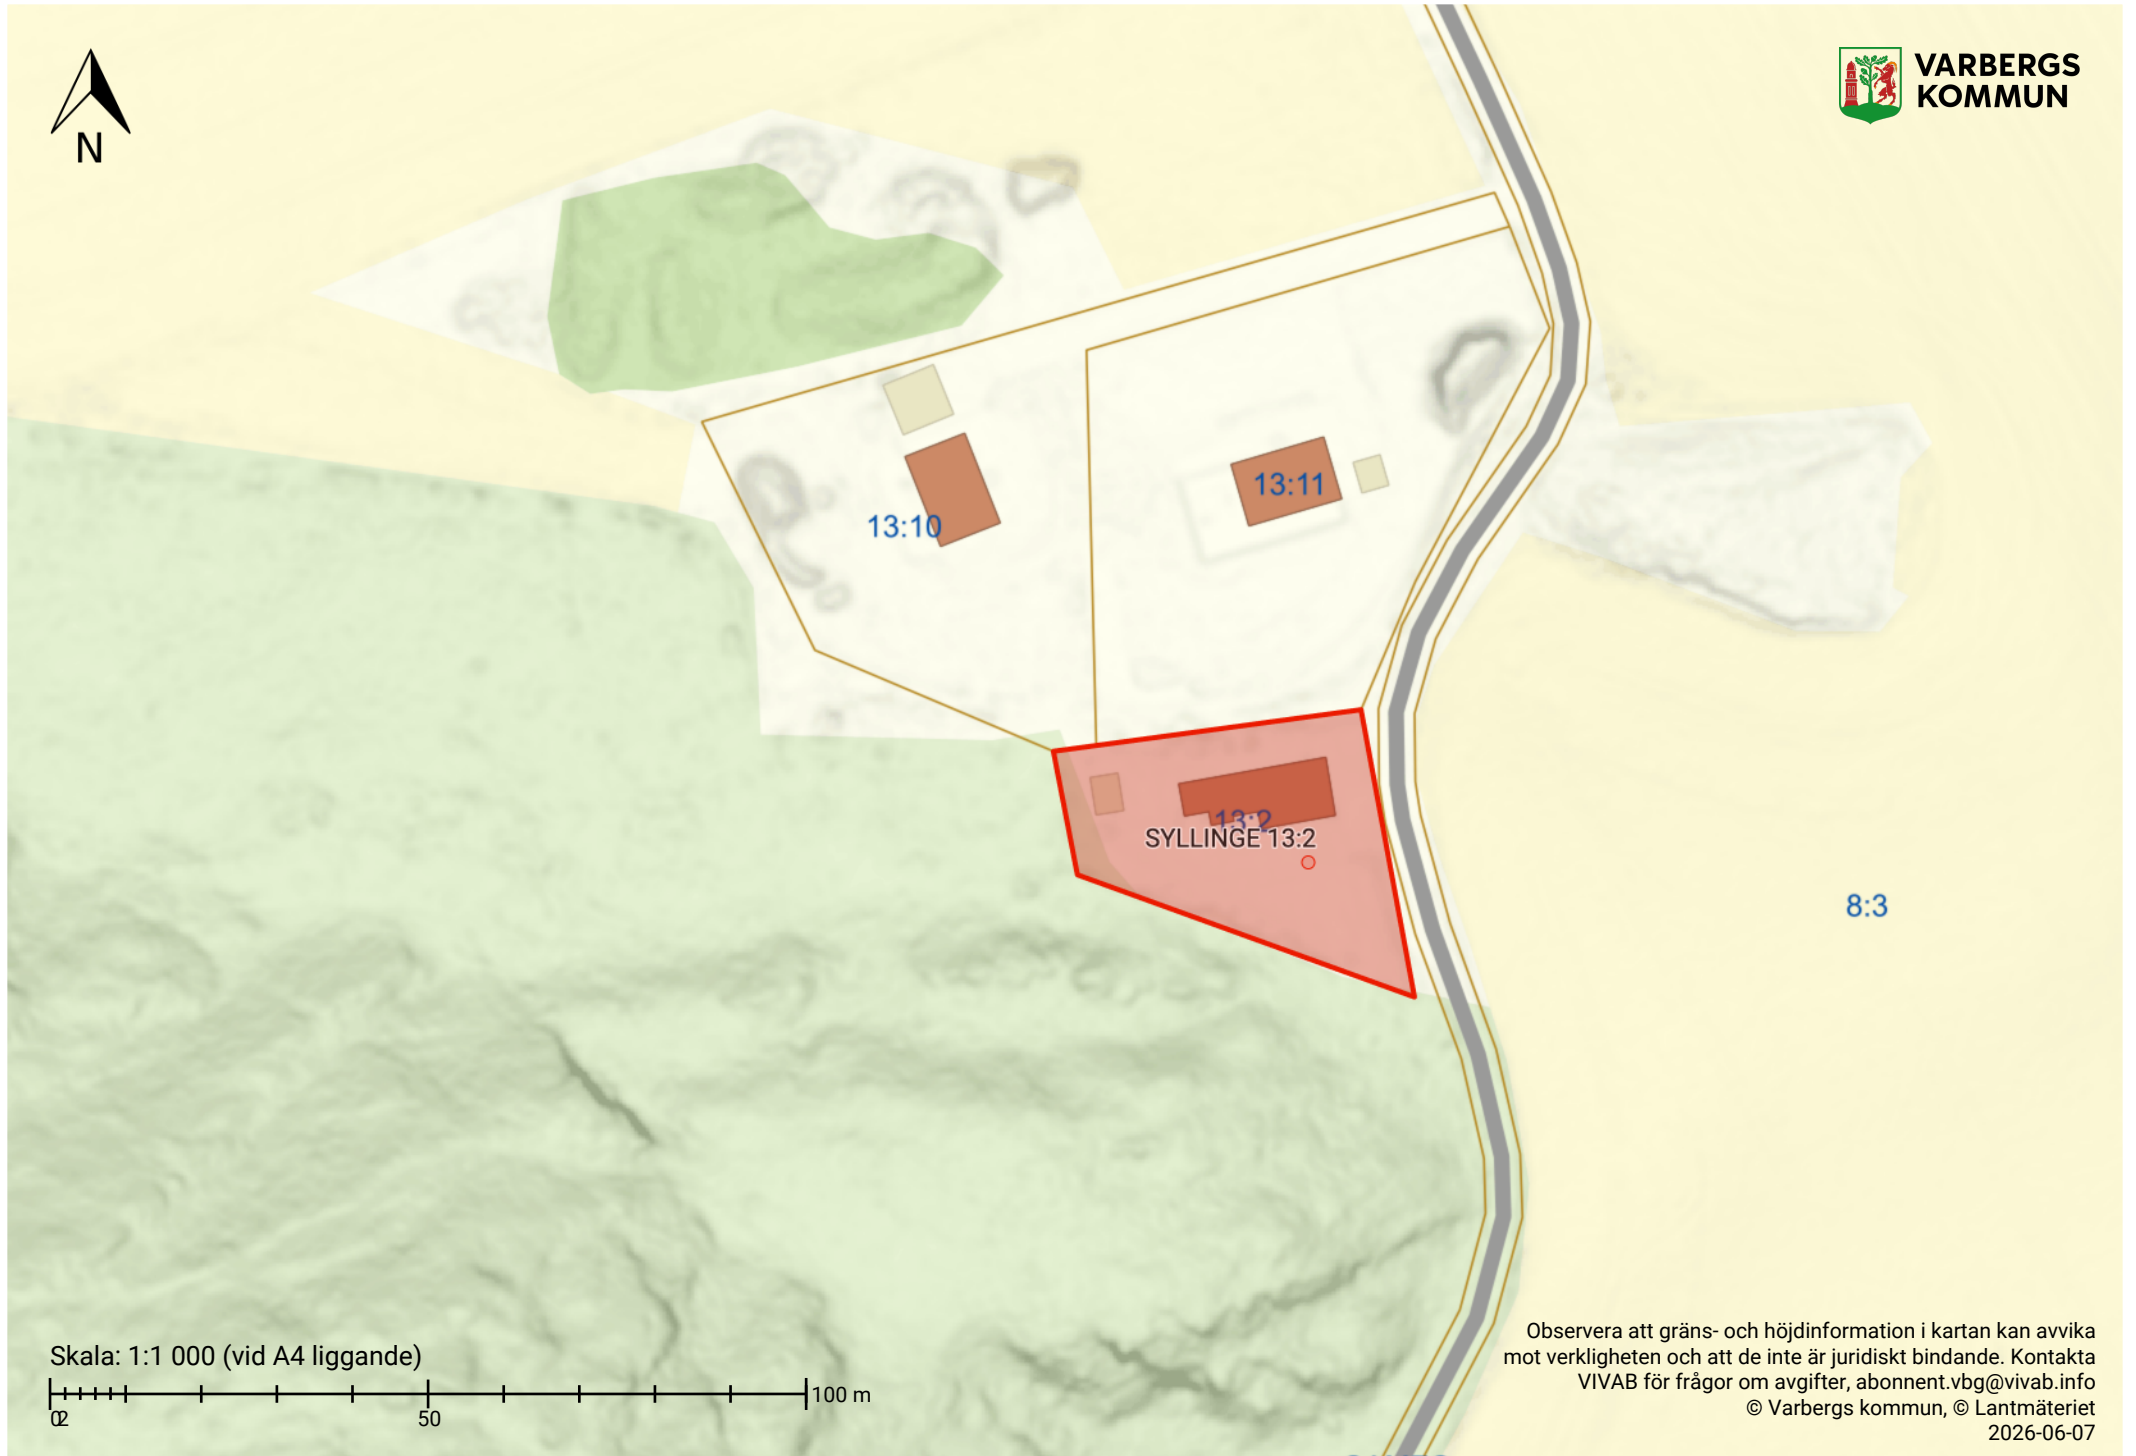 N
VARBERGS
KOMMUN
13:11
13:10
13:2
SYLLINGE 13:2
8:3
Skala: 1:1 000 (vid A4 liggande)
0 2 50 100 m
Observera att gräns- och höjdinformation i kartan kan avvika
mot verkligheten och att de inte är juridiskt bindande. Kontakta
VIVAB för frågor om avgifter, abonnent.vbg@vivab.info
© Varbergs kommun, © Lantmäteriet
2026-06-07